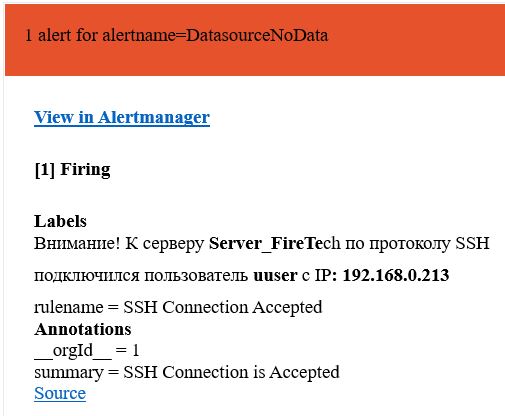 1 alert for alertname=DatasourceNoData
View in Alertmanager
[1] Firing
Labels
Внимание! К серверу Server_FireTech по протоколу SSH
подключился пользователь uuser с IP: 192.168.0.213
rulename = SSH Connection Accepted
Annotations
__orgId__ = 1
summary = SSH Connection is Accepted
Source